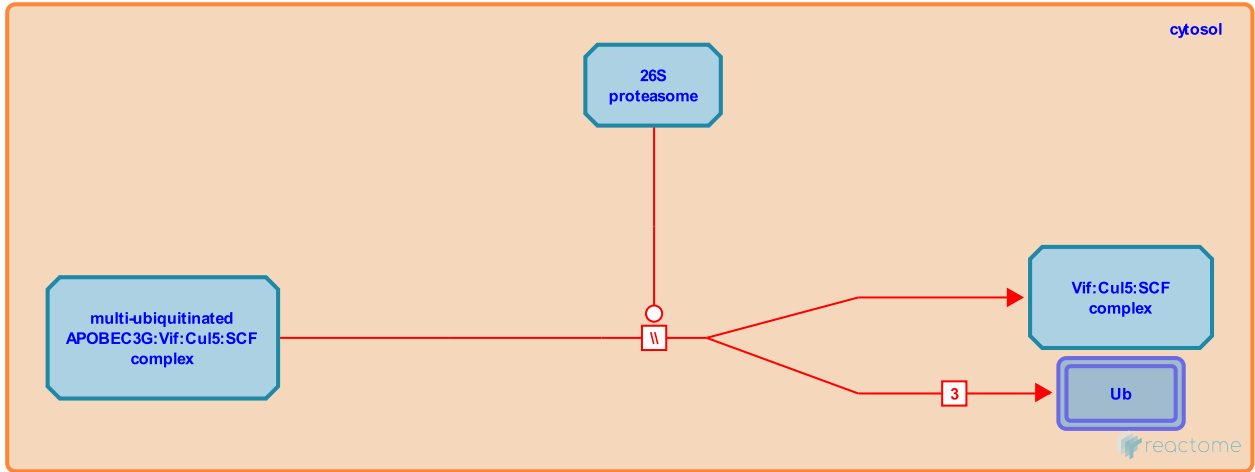 cytosol
26S
proteasome
multi-ubiquitinated
APOBEC3G:Vif:Cul5:SCF
complex
\\
Vif:Cul5:SCF
complex
3
Ub
reactome